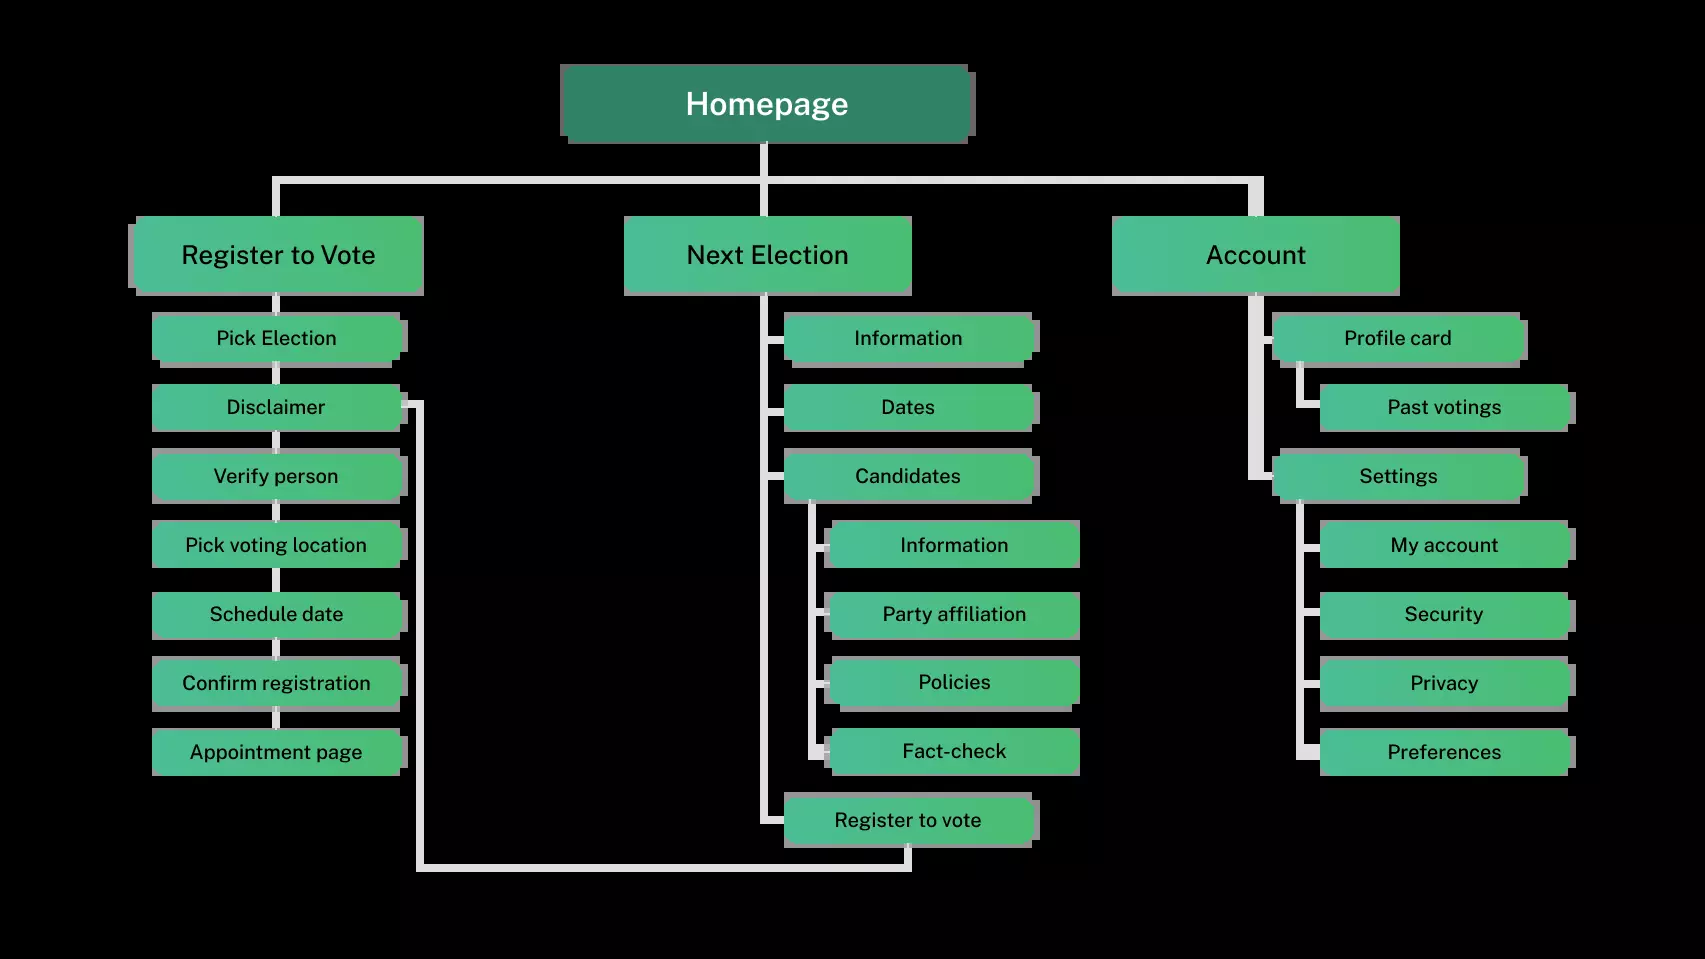 Homepage
Register to Vote
Pick Election
Disclaimer
Verify person
Pick voting location
Schedule date
Confirm registration
Appointment page
Next Election
Information
Dates
Candidates
Information
Party affiliation
Policies
Fact-check
Register to vote
Account
Profile card
Past votings
Settings
My account
Security
Privacy
Preferences